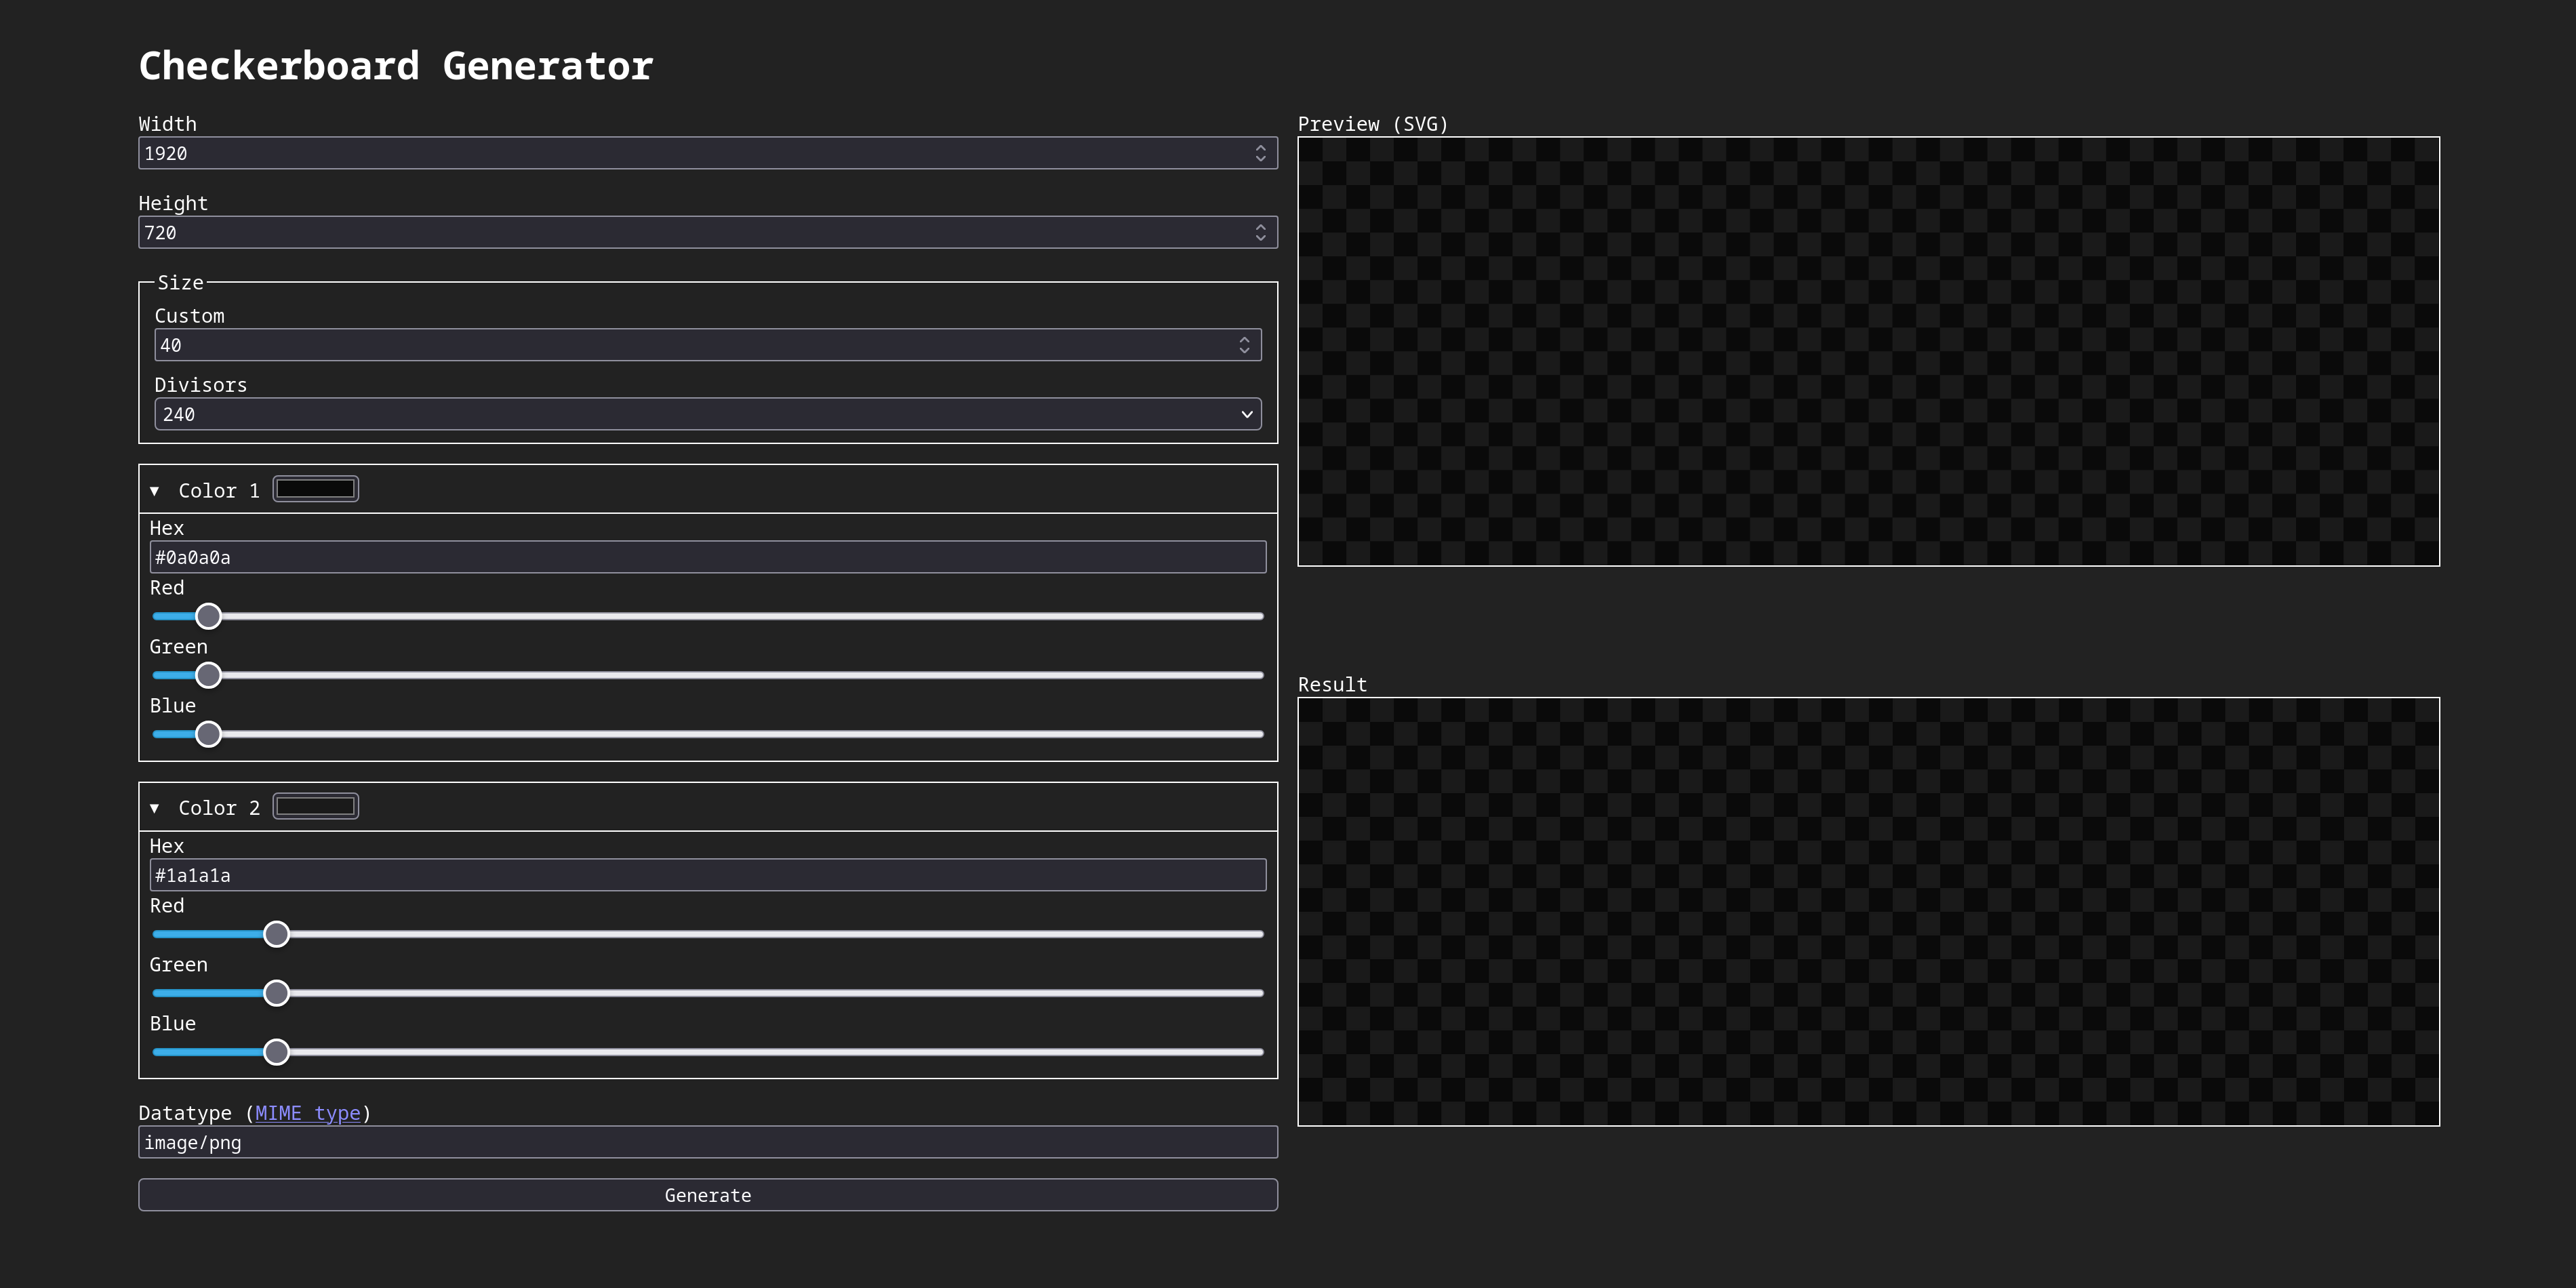 Checkerboard Generator
Width
1920
Height
720
Size
Custom
40
Divisors
240
▼ Color 1
Hex
#0a0a0a
Red
Green
Blue
▼ Color 2
Hex
#1a1a1a
Red
Green
Blue
Datatype (MIME type)
image/png
Generate
Preview (SVG)
Result